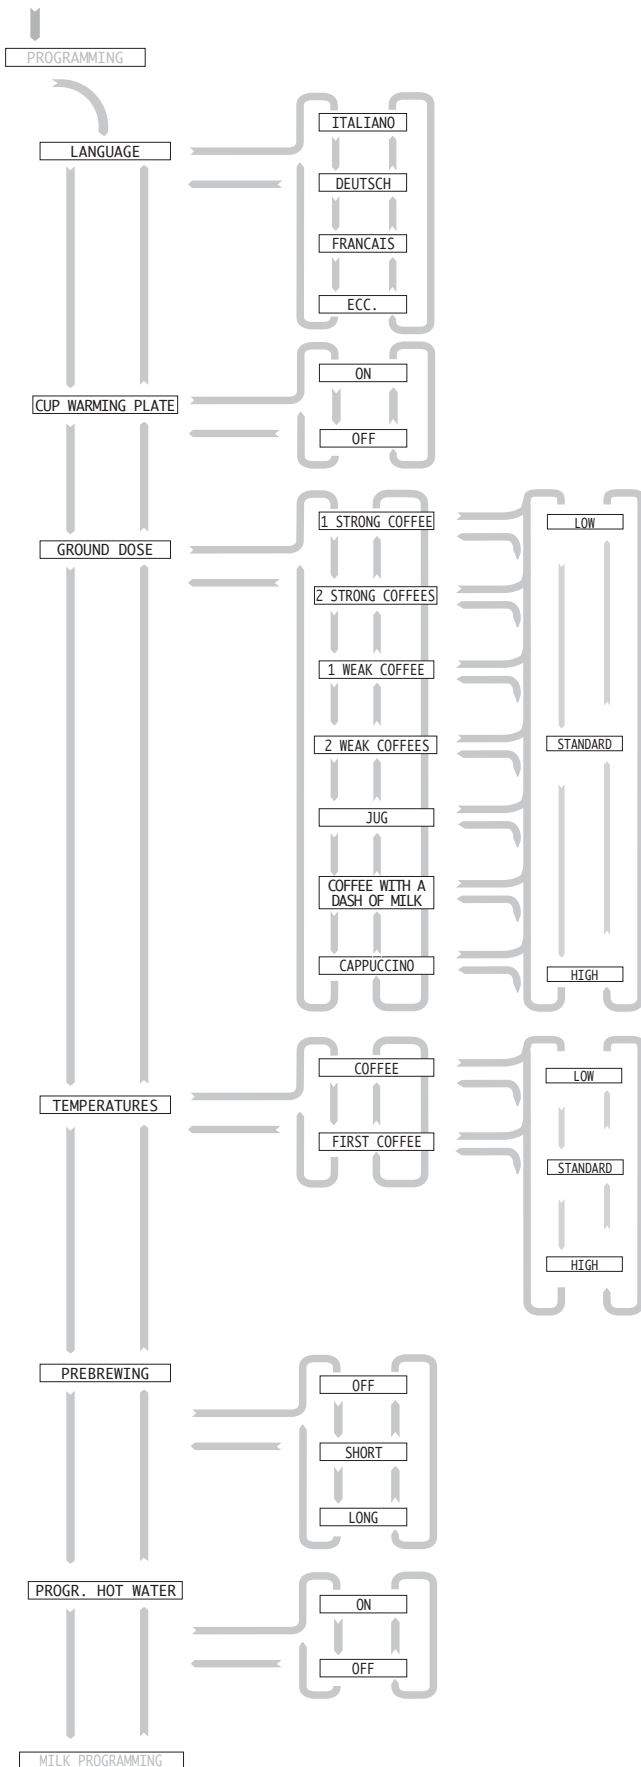 PROGRAMMING
LANGUAGE
ITALIANO
DEUTSCH
FRANCAIS
ECC.
CUP WARMING PLATE
ON
OFF
GROUND DOSE
1 STRONG COFFEE
2 STRONG COFFEES
1 WEAK COFFEE
2 WEAK COFFEES
JUG
COFFEE WITH A
DASH OF MILK
CAPPUCCINO
LOW
STANDARD
HIGH
TEMPERATURES
COFFEE
FIRST COFFEE
LOW
STANDARD
HIGH
PREBREWING
OFF
SHORT
LONG
PROGR. HOT WATER
ON
OFF
MILK PROGRAMMING